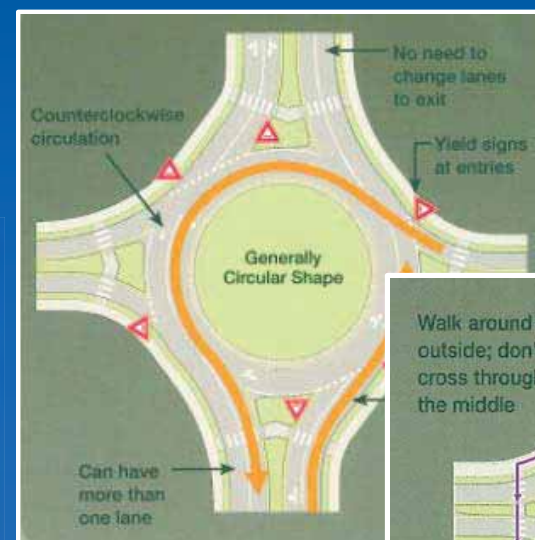 No need to
change lanes
to exit
Counterclockwise
circulation
Yield signs
at entries
Generally
Circular Shape
Walk around
outside; don'
cross through
the middle
Can have
more than
one lane